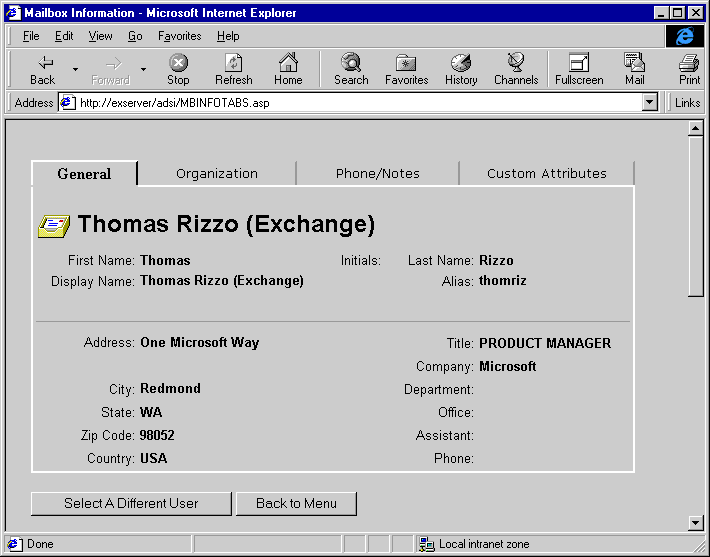 Mailbox Information - Microsoft Internet Explorer
File Edit View Go Favorites Help
Back Forward Stop Refresh Home Search Favorites History Channels Fullscreen Mail Print
Address http://exserver/adsi/MBINFOTABS.asp Links
General Organization Phone/Notes Custom Attributes
Thomas Rizzo (Exchange)
First Name: Thomas Initials: Last Name: Rizzo
Display Name: Thomas Rizzo (Exchange) Alias: thomriz
Address: One Microsoft Way Title: PRODUCT MANAGER
Company: Microsoft
City: Redmond Department:
State: WA Office:
Zip Code: 98052 Assistant:
Country: USA Phone:
Select A Different User Back to Menu
Done Local intranet zone